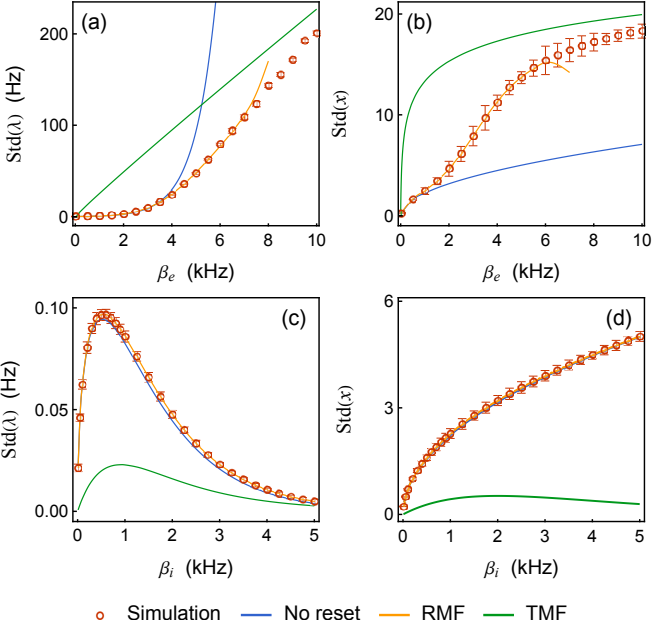 (a)
200
100
0
Std(λ) (Hz)
0 2 4 6 8 10
βe (kHz)
(b)
20
10
0
Std(x)
0 2 4 6 8 10
βe (kHz)
(c)
0.10
0.05
0.00
Std(λ) (Hz)
0 1 2 3 4 5
βi (kHz)
(d)
6
3
0
Std(x)
0 1 2 3 4 5
βi (kHz)
Simulation No reset RMF TMF